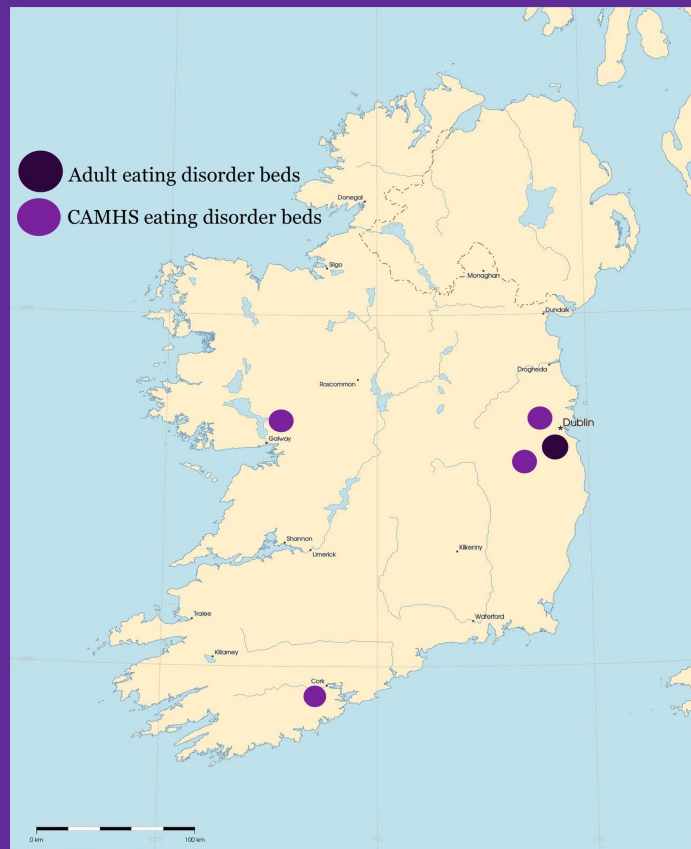 Adult eating disorder beds
CAMHS eating disorder beds
Donegal
Sligo
Monaghan
Dundalk
Drogheda
Roscommon
Dublin
Galway
Shannon
Limerick
Kilkenny
Tralee
Waterford
Killarney
Cork
0 km 100 km